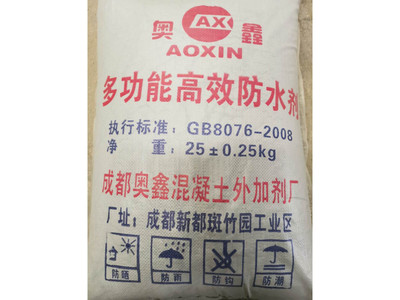 奥 AX 鑫
AOXIN
多功能高效防水剂
执行标准：GB8076-2008
净 重：25±0.25kg
成都奥鑫混凝土外加剂厂
厂址：成都新都斑竹园工业区
防晒 防雨 防钩 防潮